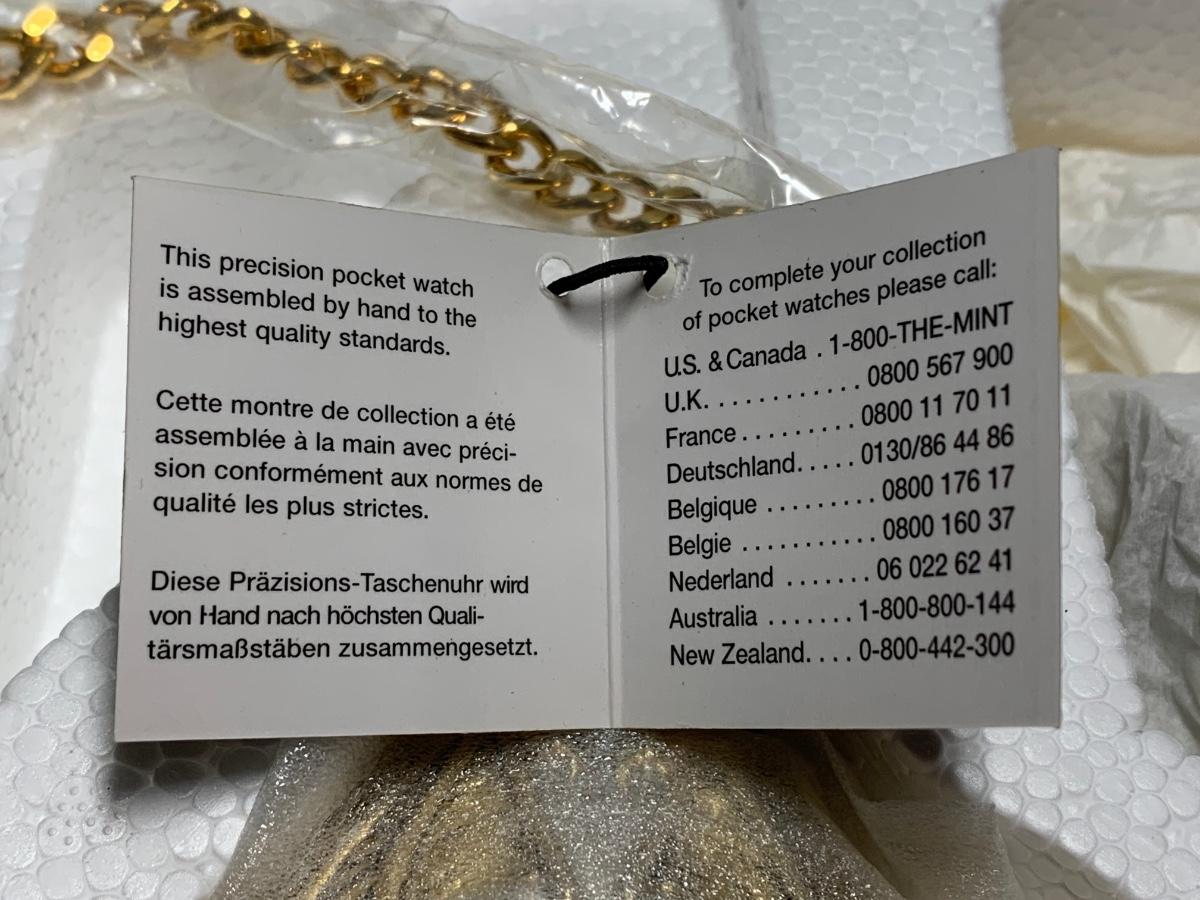 This precision pocket watch
is assembled by hand to the
highest quality standards.
Cette montre de collection a été
assemblée à la main avec préci-
sion conformément aux normes de
qualité les plus strictes.
Diese Präzisions-Taschenuhr wird
von Hand nach höchsten Quali-
tärsmaßstäben zusammengesetzt.
To complete your collection
of pocket watches please call:
U.S. & Canada . 1-800-THE-MINT
U.K. . . . . . . . . . . . 0800 567 900
France . . . . . . . . . 0800 11 70 11
Deutschland. . . . . 0130/86 44 86
Belgique . . . . . . . . . 0800 176 17
Belgie . . . . . . . . . . . 0800 160 37
Nederland . . . . . . . 06 022 62 41
Australia . . . . . . . 1-800-800-144
New Zealand. . . . 0-800-442-300